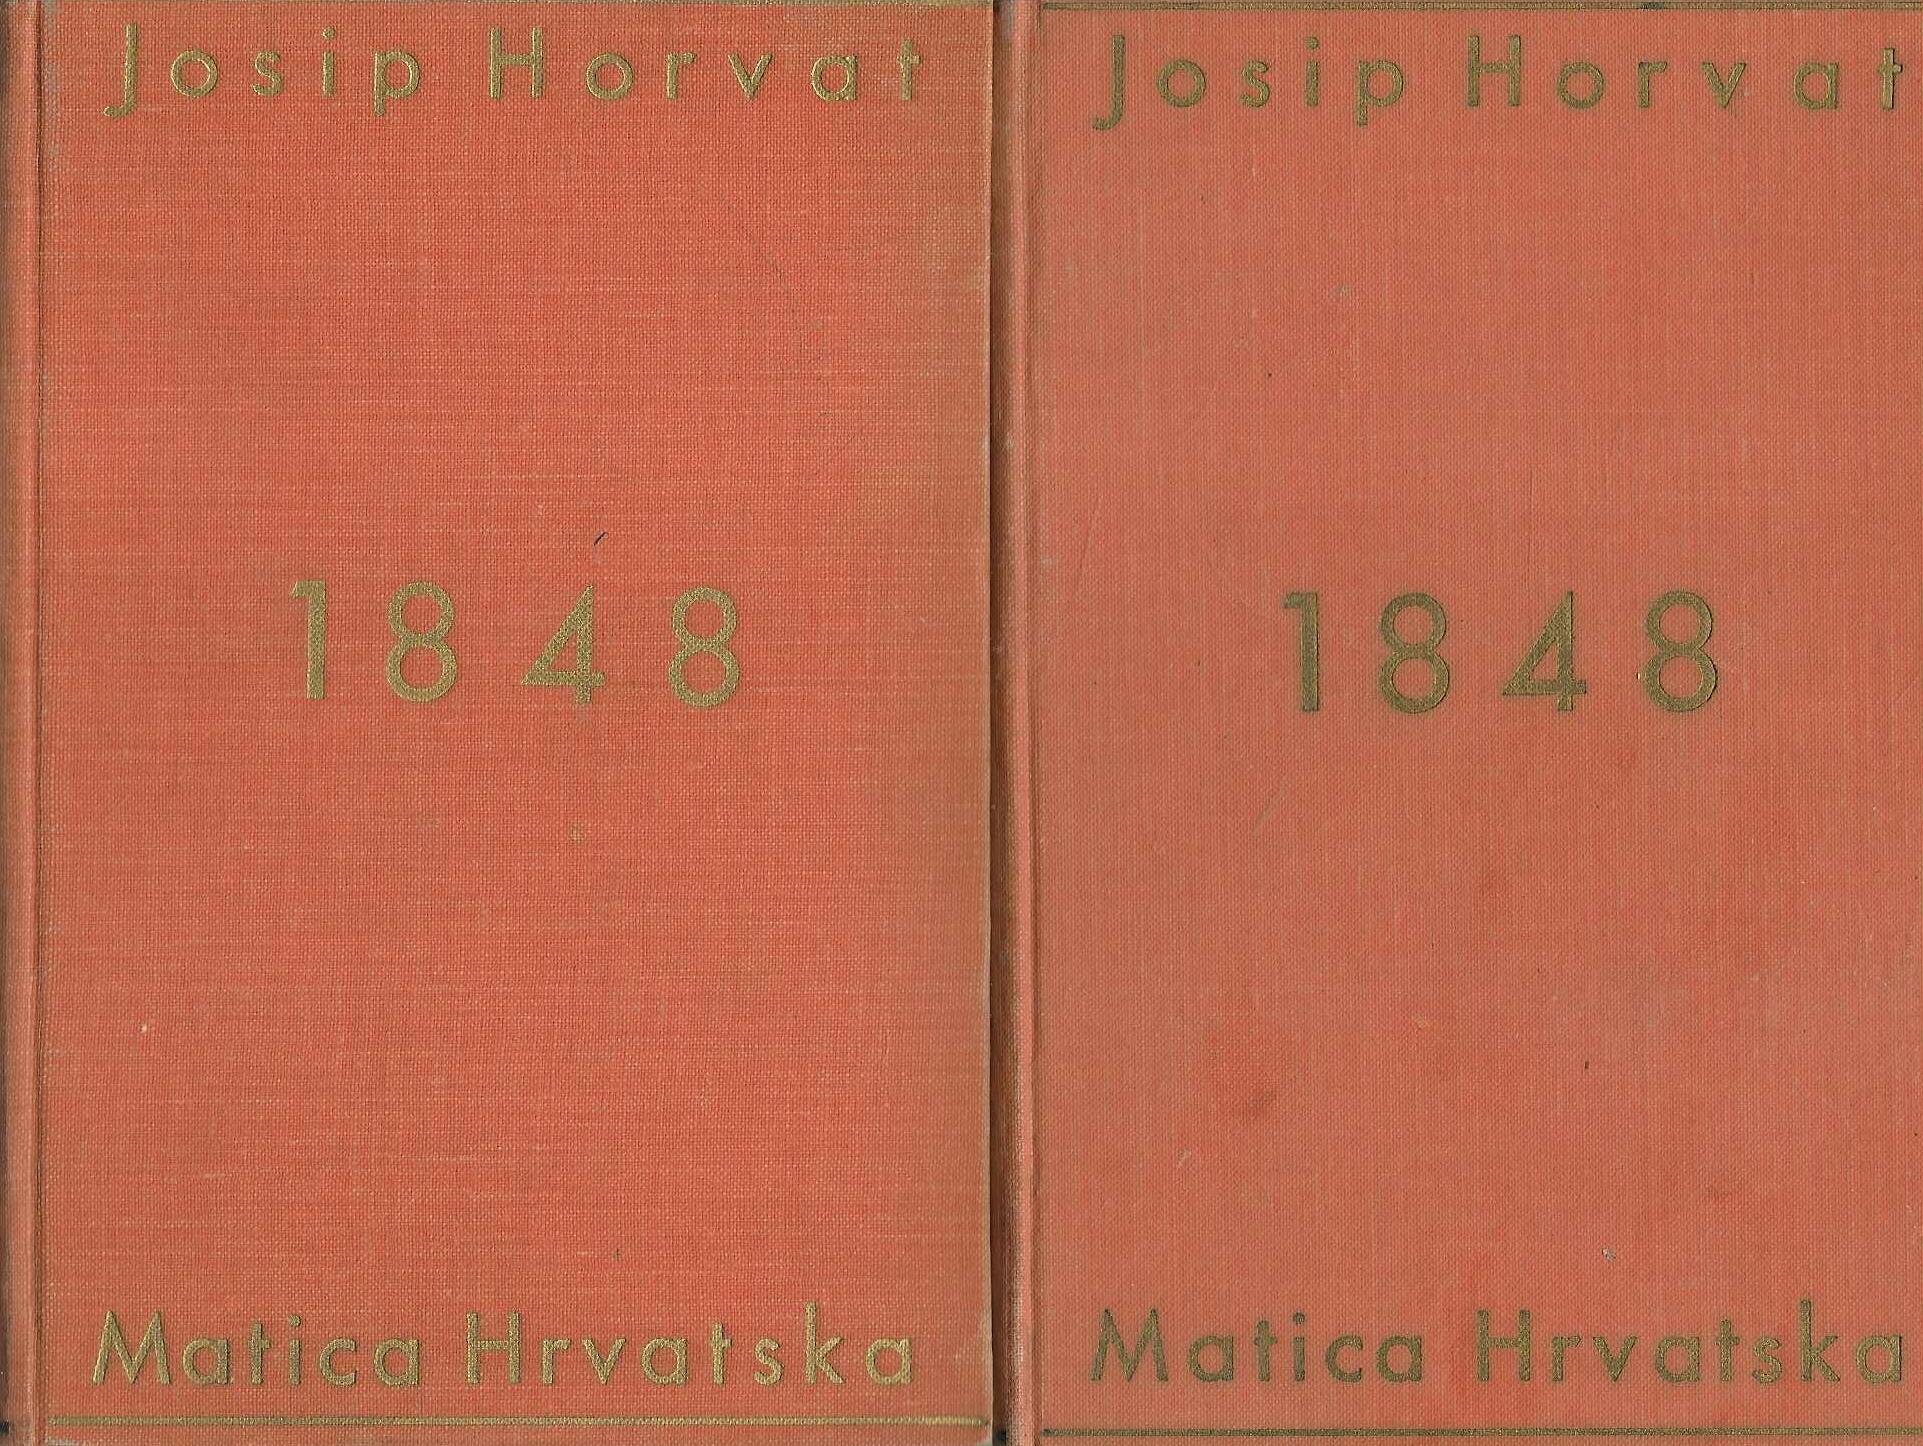 Josip Horvat
1848
Matica Hrvatska
Josip Horvat
1848
Matica Hrvatska